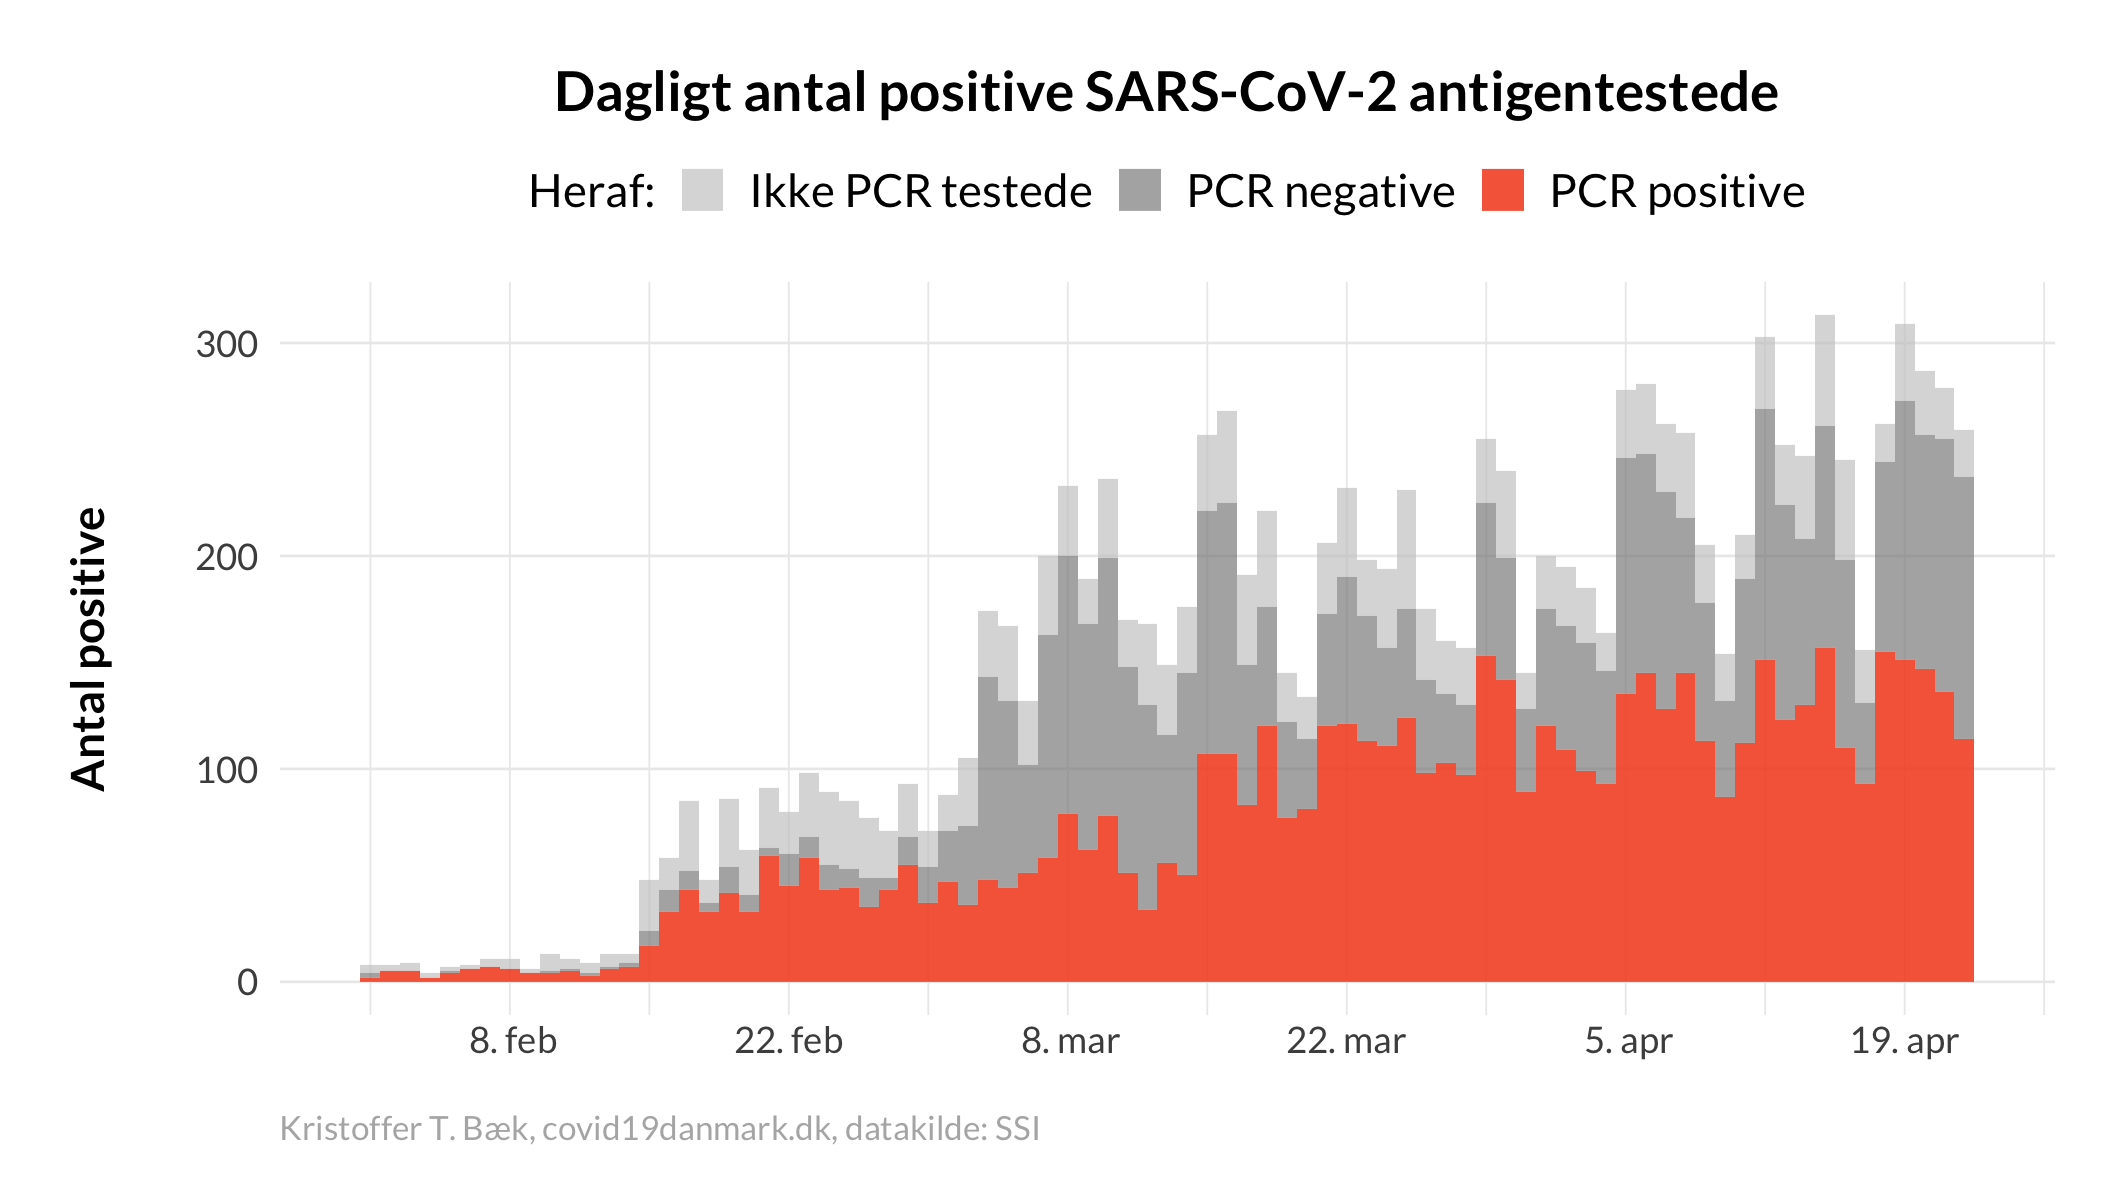 Dagligt antal positive SARS-CoV-2 antigentestede
Heraf: Ikke PCR testede PCR negative PCR positive
Antal positive
300
200
100
0
8. feb 22. feb 8. mar 22. mar 5. apr 19. apr
Kristoffer T. Bæk, covid19danmark.dk, datakilde: SSI